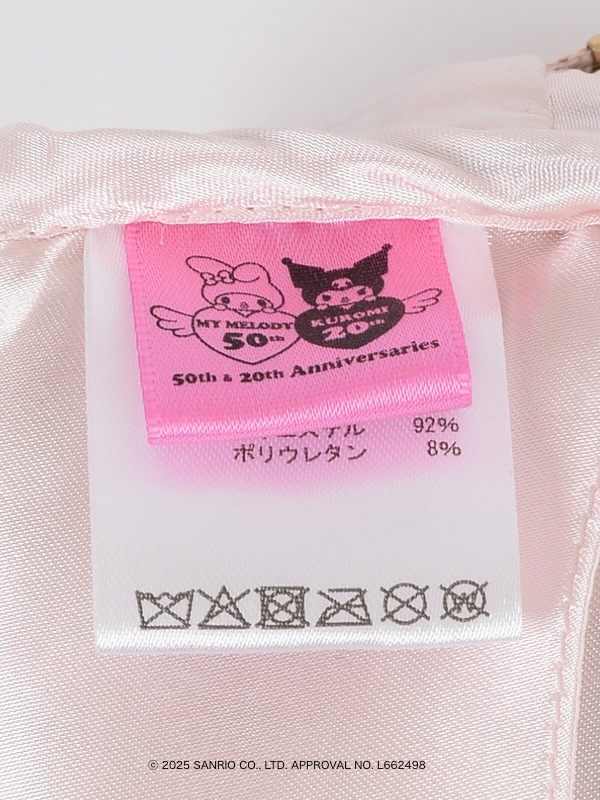 MY MELODY
50th
KUROMI
20th
50th & 20th Anniversaries
92%
ポリウレタン 8%
© 2025 SANRIO CO., LTD. APPROVAL NO. L662498